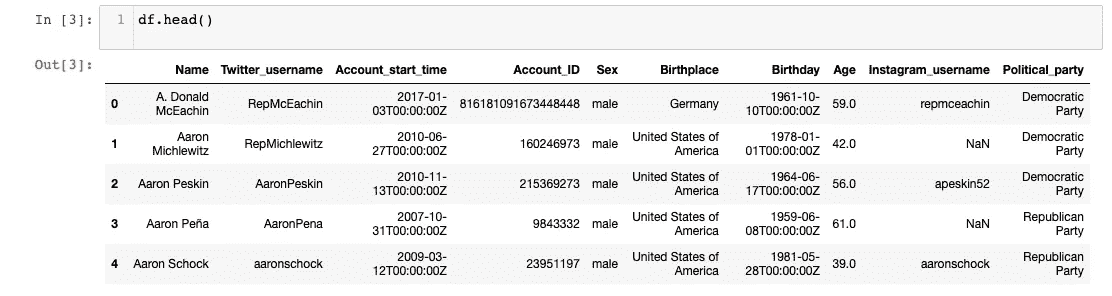 In [3]: 1 df.head()
Out[3]:
Name Twitter_username Account_start_time Account_ID Sex Birthplace Birthday Age Instagram_username Political_party
0 A. Donald McEachin RepMcEachin 2017-01-03T00:00:00Z 816181091673448448 male Germany 1961-10-10T00:00:00Z 59.0 repmceachin Democratic Party
1 Aaron Michlewitz RepMichlewitz 2010-06-27T00:00:00Z 160246973 male United States of America 1978-01-01T00:00:00Z 42.0 NaN Democratic Party
2 Aaron Peskin AaronPeskin 2010-11-13T00:00:00Z 215369273 male United States of America 1964-06-17T00:00:00Z 56.0 apeskin52 Democratic Party
3 Aaron Peña AaronPena 2007-10-31T00:00:00Z 9843332 male United States of America 1959-06-08T00:00:00Z 61.0 NaN Republican Party
4 Aaron Schock aaronschock 2009-03-12T00:00:00Z 23951197 male United States of America 1981-05-28T00:00:00Z 39.0 aaronschock Republican Party